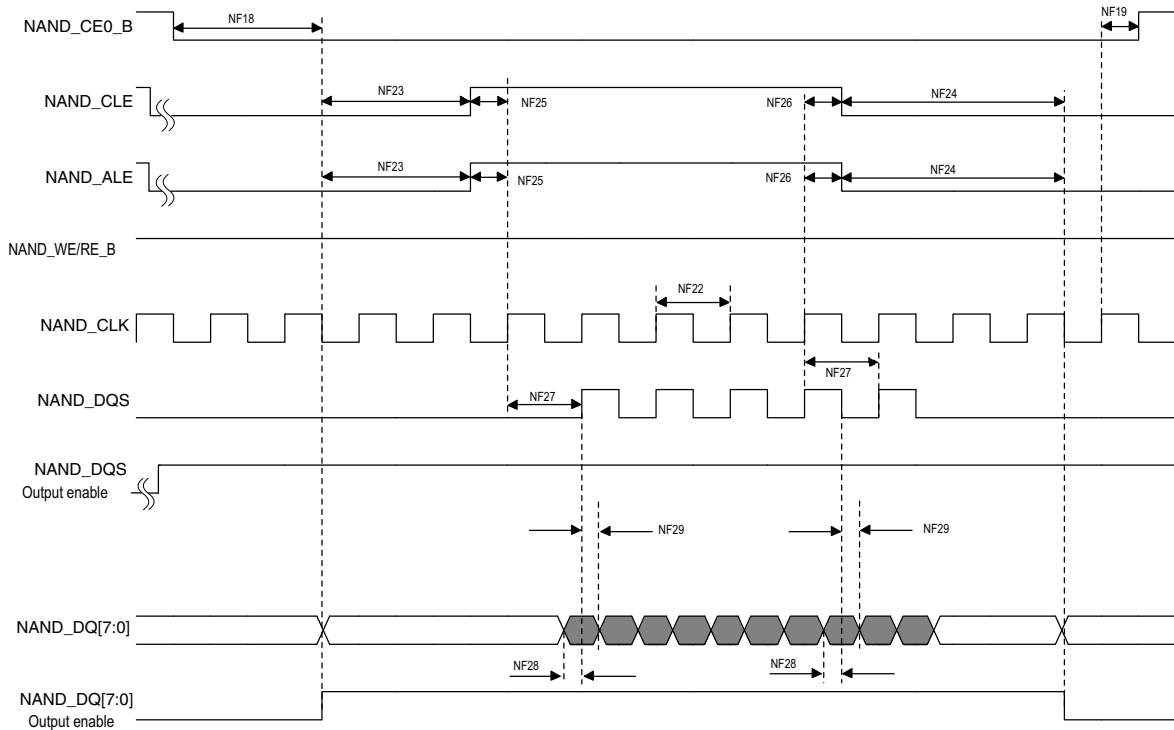 NAND_CE0_B
NF18
NF19
NAND_CLE
NF23
NF25
NF26
NF24
NAND_ALE
NF23
NF25
NF26
NF24
NAND_WE/RE_B
NF22
NAND_CLK
NF27
NAND_DQS
NF27
NAND_DQS
Output enable
NF29
NF29
NAND_DQ[7:0]
NF28
NF28
NAND_DQ[7:0]
Output enable